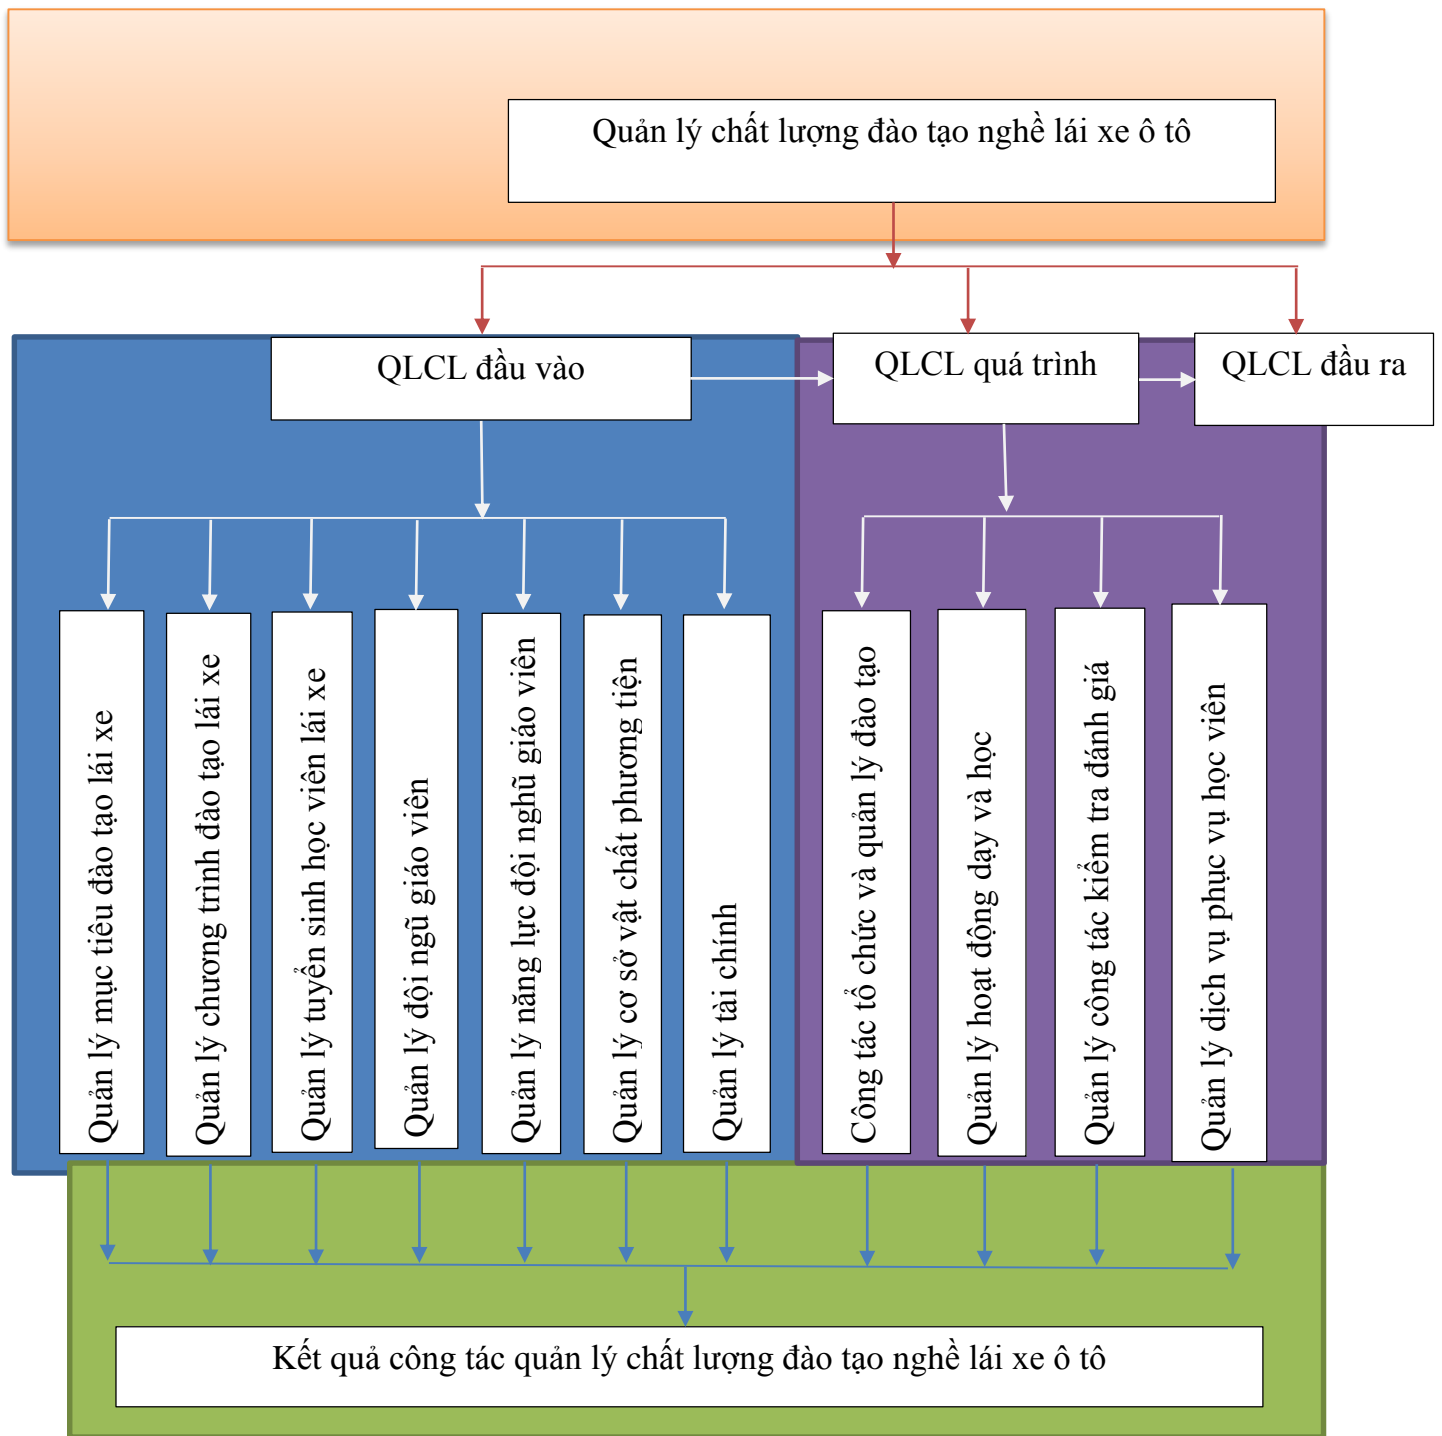 Quản lý chất lượng đào tạo nghề lái xe ô tô
QLCL đầu vào
QLCL quá trình
QLCL đầu ra
Quản lý mục tiêu đào tạo lái xe
Quản lý chương trình đào tạo lái xe
Quản lý tuyển sinh học viên lái xe
Quản lý đội ngũ giáo viên
Quản lý năng lực đội nghũ giáo viên
Quản lý cơ sở vật chất phương tiện
Quản lý tài chính
Công tác tổ chức và quản lý đào tạo
Quản lý hoạt động dạy và học
Quản lý công tác kiểm tra đánh giá
Quản lý dịch vụ phục vụ học viên
Kết quả công tác quản lý chất lượng đào tạo nghề lái xe ô tô